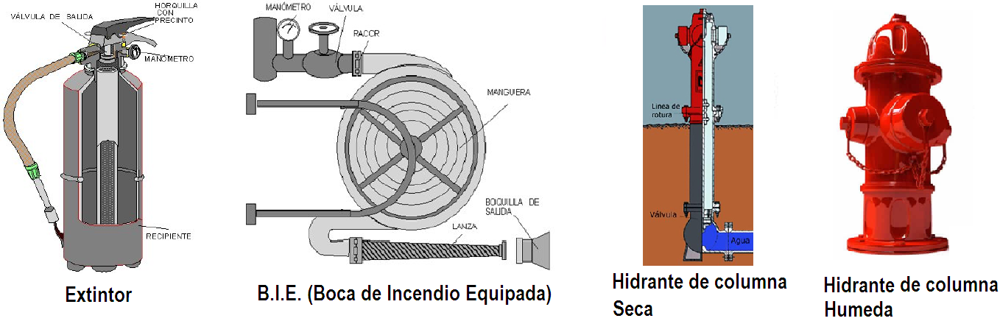 VÁLVULA DE SALIDA
HORQUILLA
CON
PRECINTO
MANÓMETRO
RECIPIENTE
Extintor
MANÓMETRO
VÁLVULA
RACOR
MANGUERA
BOQUILLA DE
SALIDA
LANZA
B.I.E. (Boca de Incendio Equipada)
Linea de
rotura
Válvula
Agua
Hidrante de columna
Seca
Hidrante de columna
Humeda